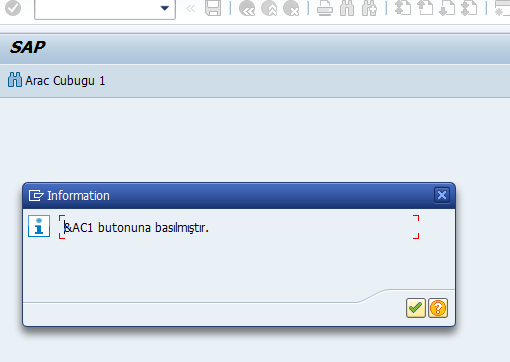 SAP
Arac Cubugu 1
Information
&AC1 butonuna basılmıştır.